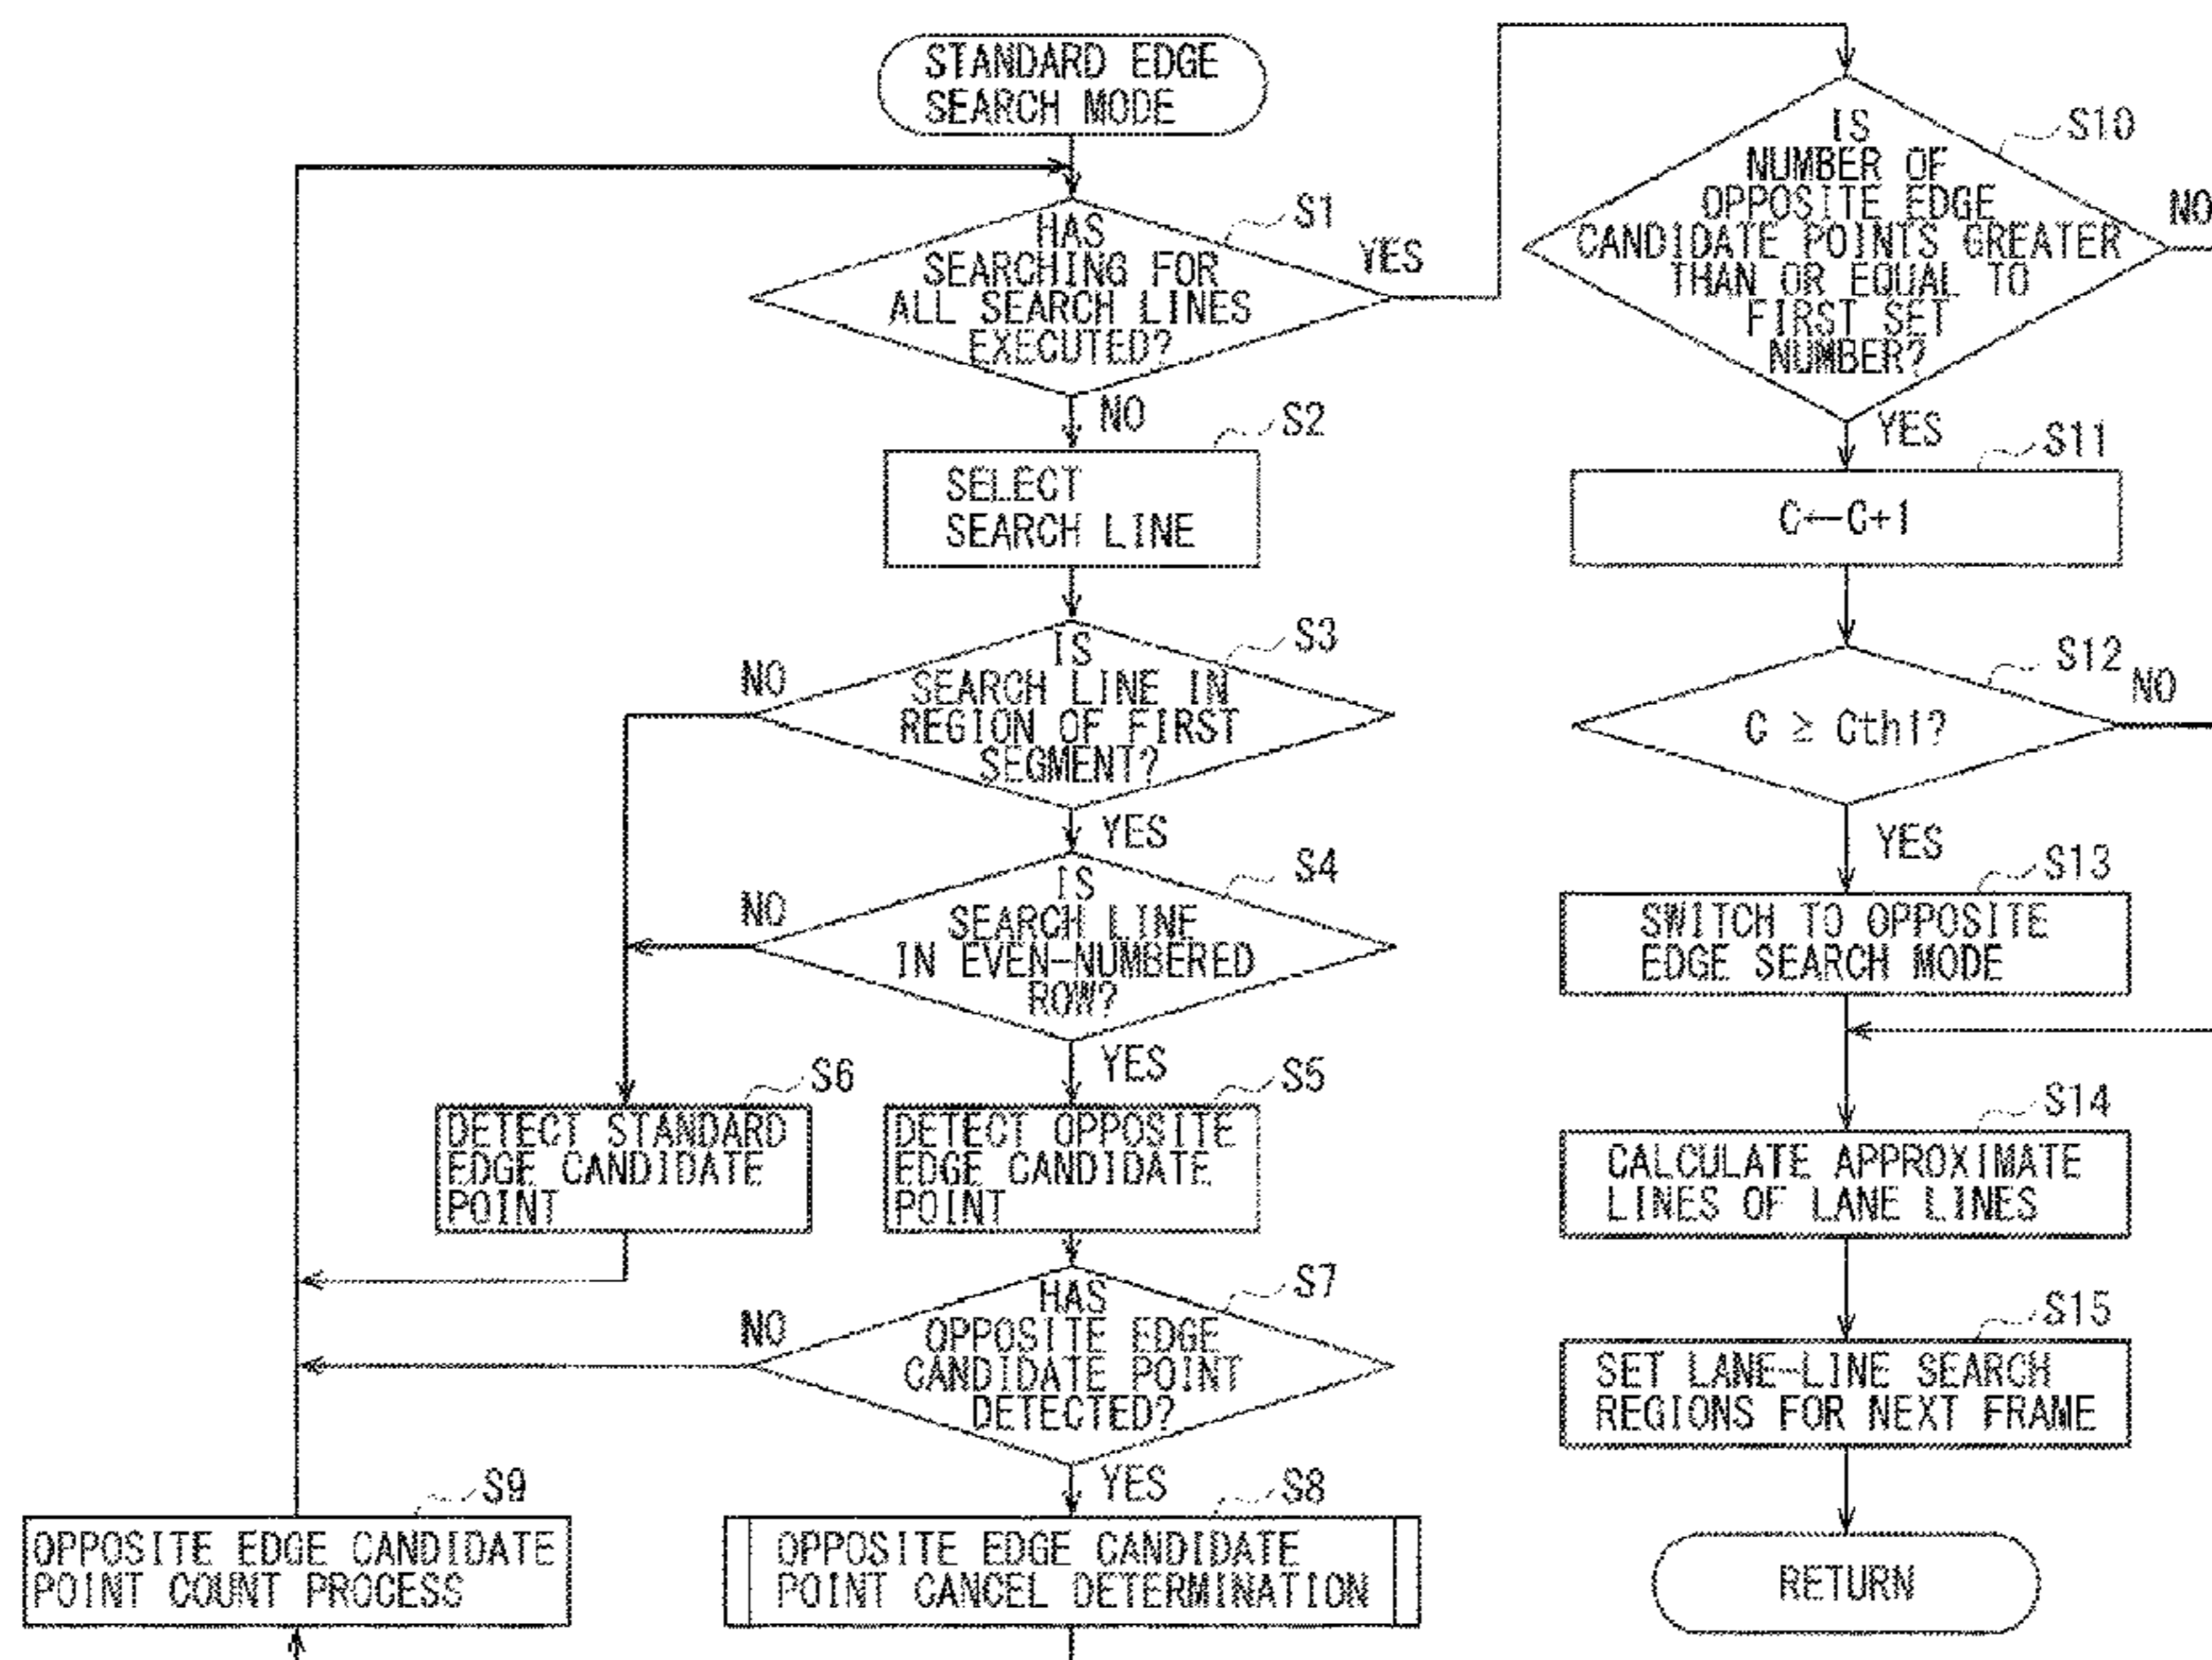 STANDARD EDGE
SEARCH MODE
S1
HAS
SEARCHING FOR
ALL SEARCH LINES
EXECUTED?
YES
NO
S2
SELECT
SEARCH LINE
S3
IS
SEARCH LINE IN
REGION OF FIRST
SEGMENT?
NO
YES
S4
IS
SEARCH LINE
IN EVEN-NUMBERED
ROW?
NO
YES
S6
DETECT STANDARD
EDGE CANDIDATE
POINT
S5
DETECT OPPOSITE
EDGE CANDIDATE
POINT
S7
HAS
OPPOSITE EDGE
CANDIDATE POINT
DETECTED?
NO
YES
S9
OPPOSITE EDGE CANDIDATE
POINT COUNT PROCESS
S8
OPPOSITE EDGE CANDIDATE
POINT CANCEL DETERMINATION
S10
IS
NUMBER OF
OPPOSITE EDGE
CANDIDATE POINTS GREATER
THAN OR EQUAL TO
FIRST SET
NUMBER?
NO
YES
S11
C←C+1
S12
C ≥ Cth1?
NO
YES
S13
SWITCH TO OPPOSITE
EDGE SEARCH MODE
S14
CALCULATE APPROXIMATE
LINES OF LANE LINES
S15
SET LANE-LINE SEARCH
REGIONS FOR NEXT FRAME
RETURN